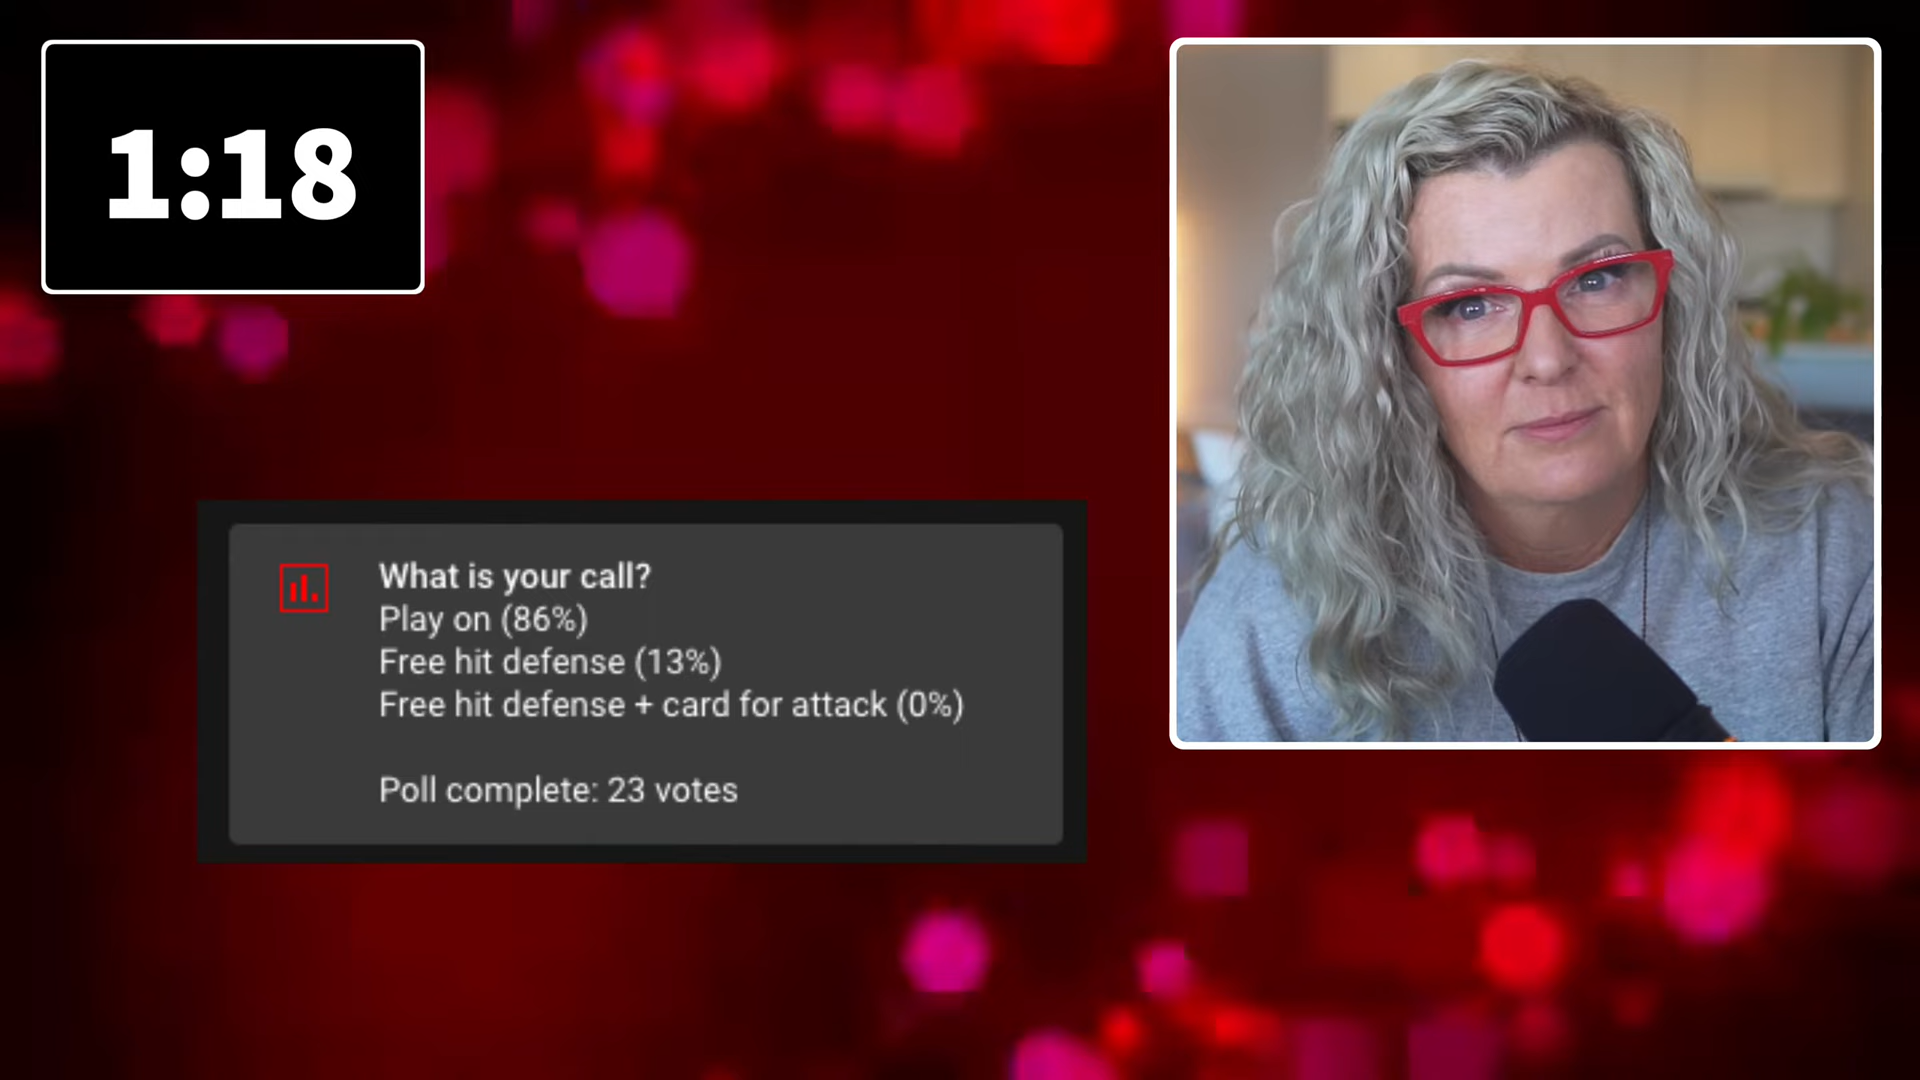 1:18
What is your call?
Play on (86%)
Free hit defense (13%)
Free hit defense + card for attack (0%)
Poll complete: 23 votes